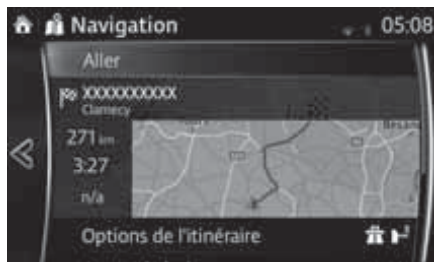 Navigation 05:08
Aller
XXXXXXXXXX
Clamecy
271 km
3:27
n/a
Options de l'itinéraire